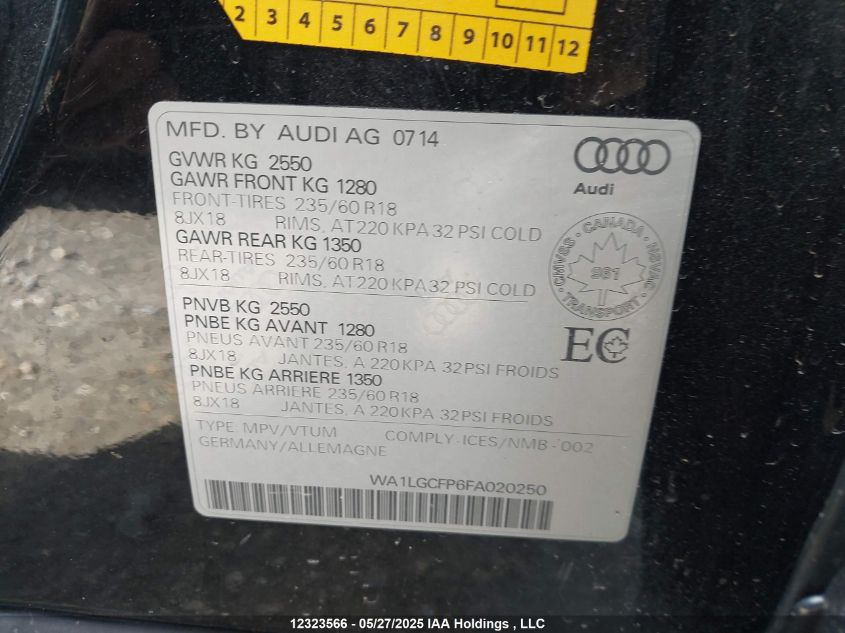 2 3 4 5 6 7 8 9 10 11 12
MFD. BY AUDI AG 0714
GVWR KG 2550
GAWR FRONT KG 1280
FRONT-TIRES 235/60 R18
8JX18 RIMS, AT 220 KPA 32 PSI COLD
GAWR REAR KG 1350
REAR-TIRES 235/60 R18
8JX18 RIMS, AT 220 KPA 32 PSI COLD
PNVB KG 2550
PNBE KG AVANT 1280
PNEUS AVANT 235/60 R18
8JX18 JANTES, A 220 KPA 32PSI FROIDS
PNBE KG ARRIERE 1350
PNEUS ARRIERE 235/60 R18
8JX18 JANTES, A 220 KPA 32PSI FROIDS
TYPE: MPV/VTUM COMPLY-ICES/NMB-002
GERMANY/ALLEMAGNE
WA1LGCFP6FA020250
Audi
CMVSS - CANADA - NSVAC
TRANSPORT
961
EC
12323566 - 05/27/2025 IAA Holdings , LLC